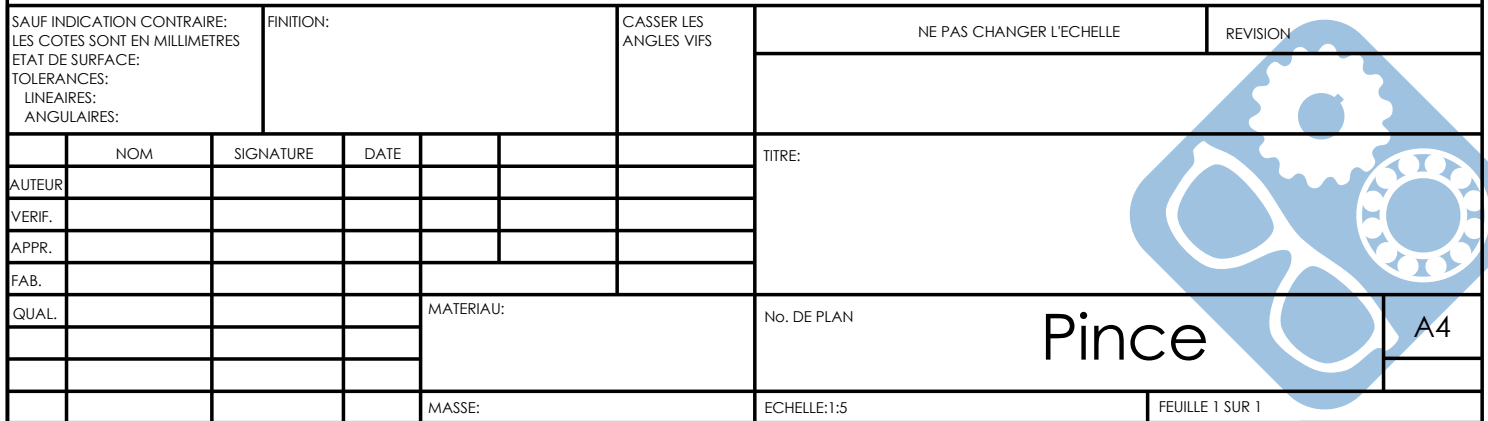 SAUF INDICATION CONTRAIRE:
LES COTES SONT EN MILLIMETRES
ETAT DE SURFACE:
TOLERANCES:
LINEAIRES:
ANGULAIRES:
FINITION:
CASSER LES
ANGLES VIFS
NE PAS CHANGER L'ECHELLE
REVISION
NOM
SIGNATURE
DATE
TITRE:
AUTEUR
VERIF.
APPR.
FAB.
QUAL.
MATERIAU:
No. DE PLAN
Pince
A4
MASSE:
ECHELLE:1:5
FEUILLE 1 SUR 1